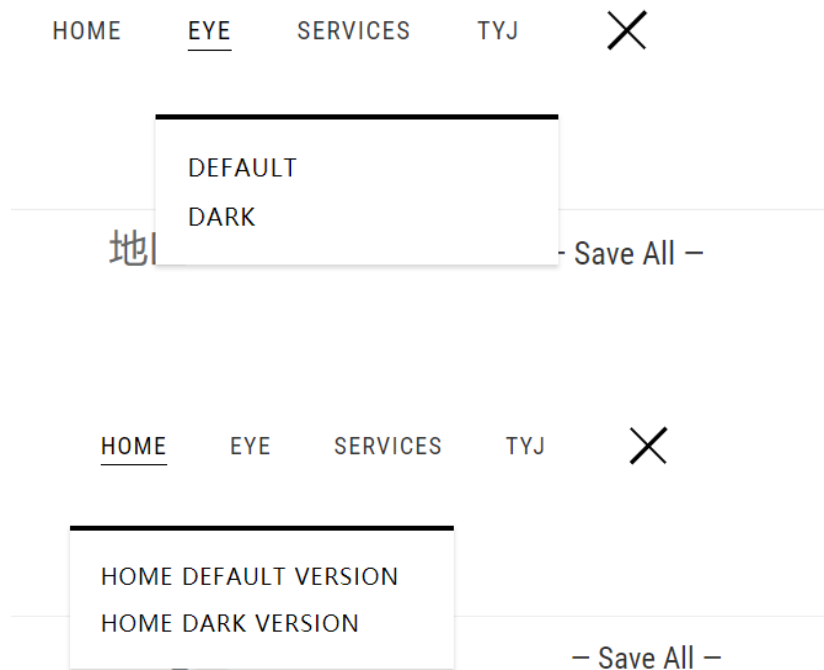 HOME EYE SERVICES TYJ
DEFAULT
DARK
地
– Save All –
HOME EYE SERVICES TYJ
HOME DEFAULT VERSION
HOME DARK VERSION
– Save All –